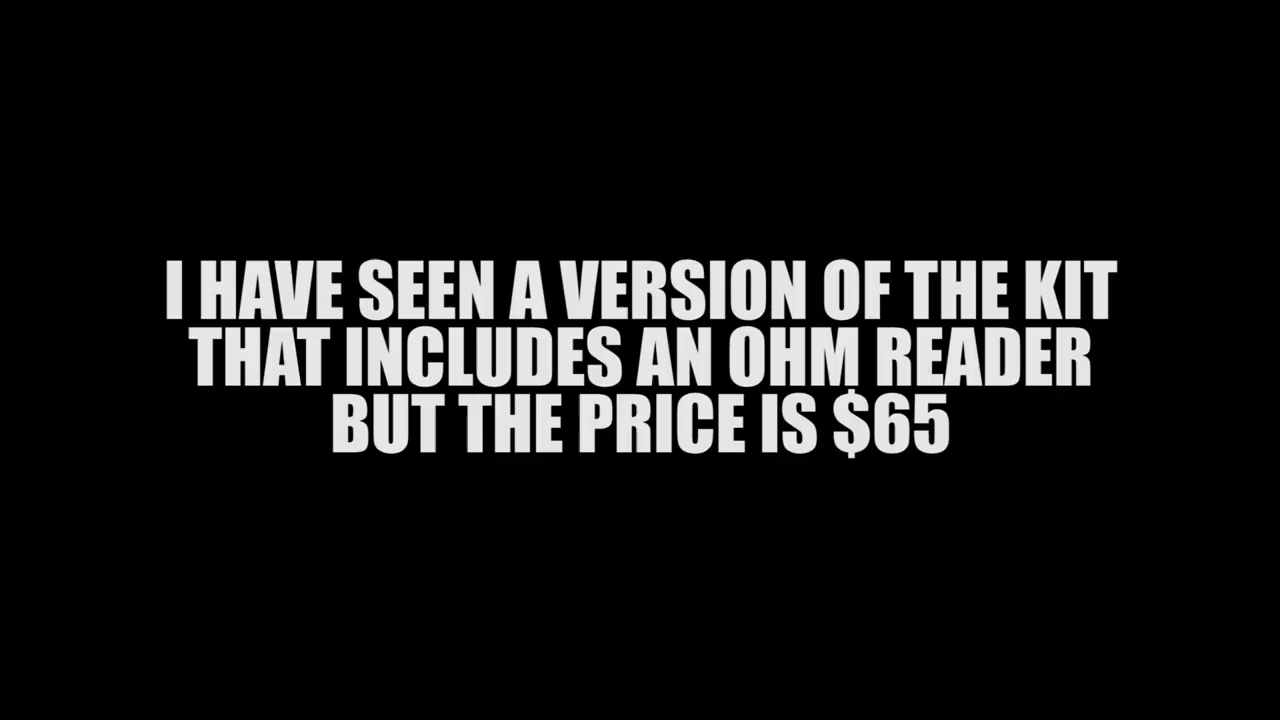 I HAVE SEEN A VERSION OF THE KIT
THAT INCLUDES AN OHM READER
BUT THE PRICE IS $65